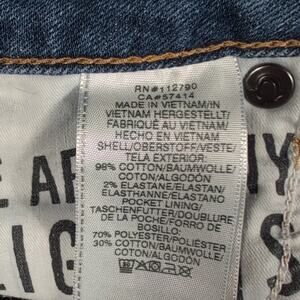 RN#112790
CA#57414
MADE IN VIETNAM/IN
VIETNAM HERGESTELLT/
FABRIQUÉ AU VIETNAM/
HECHO EN VIETNAM
SHELL/OBERSTOFF/VESTE/
TELA EXTERIOR:
98% COTTON/BAUMWOLLE/
COTON/ALGODÓN
2% ELASTANE/ELASTAN/
ELASTHANNE/ELASTANO
POCKET LINING/
TASCHENFUTTER/DOUBLURE
DE LA POCHE/FORRO DE
BOSILLO:
70% POLYESTER/POLIÉSTER
30% COTTON/BAUMWOLLE/
COTON/ALGODÓN